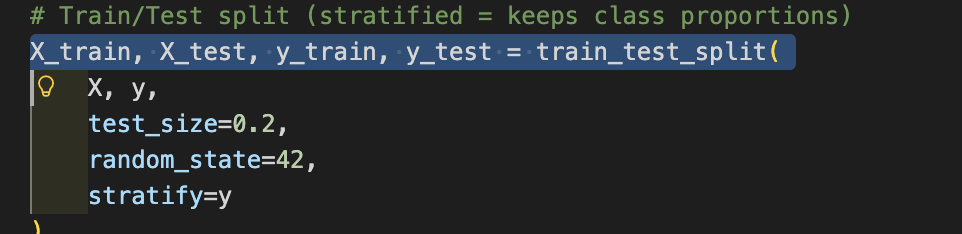 # Train/Test split (stratified = keeps class proportions)
X_train, X_test, y_train, y_test = train_test_split(
    X, y,
    test_size=0.2,
    random_state=42,
    stratify=y
)